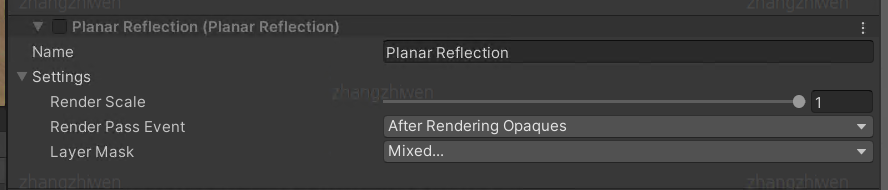 zhangzhiwen zhangzhiwen
Planar Reflection (Planar Reflection)
Name Planar Reflection
Settings
zhangzhiwen
Render Scale 1
Render Pass Event After Rendering Opaques
Layer Mask Mixed...
zhangzhiwen zhangzhiwen